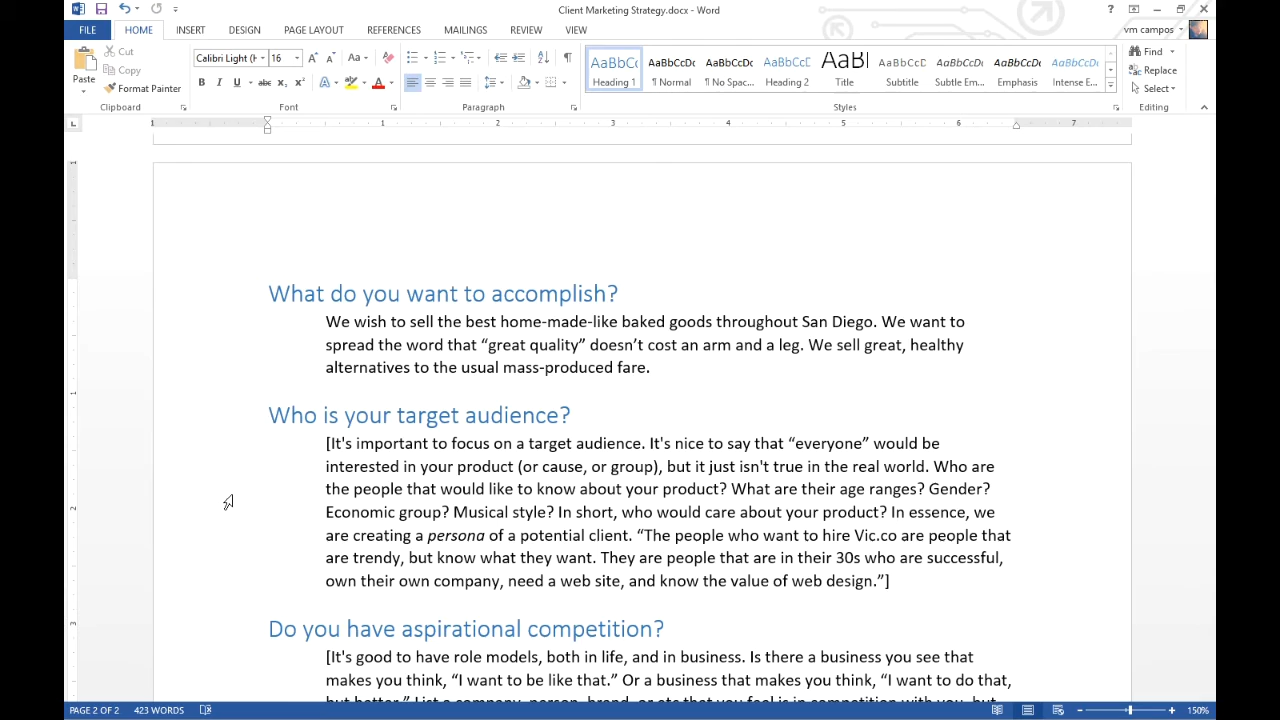 Client Marketing Strategy.docx - Word
FILE HOME INSERT DESIGN PAGE LAYOUT REFERENCES MAILINGS REVIEW VIEW vm campos
Paste Cut Copy Format Painter
Calibri Light (H 16
AaBbCc AaBbCcDc AaBbCcDc AaBbCcC AaBl AaBbCcD AaBbCcDc AaBbCcDc AaBbCcDc
Heading 1 ¶ Normal ¶ No Spac... Heading 2 Title Subtitle Subtle Em... Emphasis Intense E...
Find Replace Select
Clipboard Font Paragraph Styles Editing
1 1 2 3 4 5 6 7
What do you want to accomplish?
We wish to sell the best home-made-like baked goods throughout San Diego. We want to
spread the word that “great quality” doesn’t cost an arm and a leg. We sell great, healthy
alternatives to the usual mass-produced fare.
Who is your target audience?
[It's important to focus on a target audience. It's nice to say that “everyone” would be
interested in your product (or cause, or group), but it just isn't true in the real world. Who are
the people that would like to know about your product? What are their age ranges? Gender?
Economic group? Musical style? In short, who would care about your product? In essence, we
are creating a persona of a potential client. “The people who want to hire Vic.co are people that
are trendy, but know what they want. They are people that are in their 30s who are successful,
own their own company, need a web site, and know the value of web design.”]
Do you have aspirational competition?
[It's good to have role models, both in life, and in business. Is there a business you see that
makes you think, “I want to be like that.” Or a business that makes you think, “I want to do that,
but better.” List a company, person, brand, or etc that you feel is in competition with you, but
PAGE 2 OF 2 423 WORDS 150%